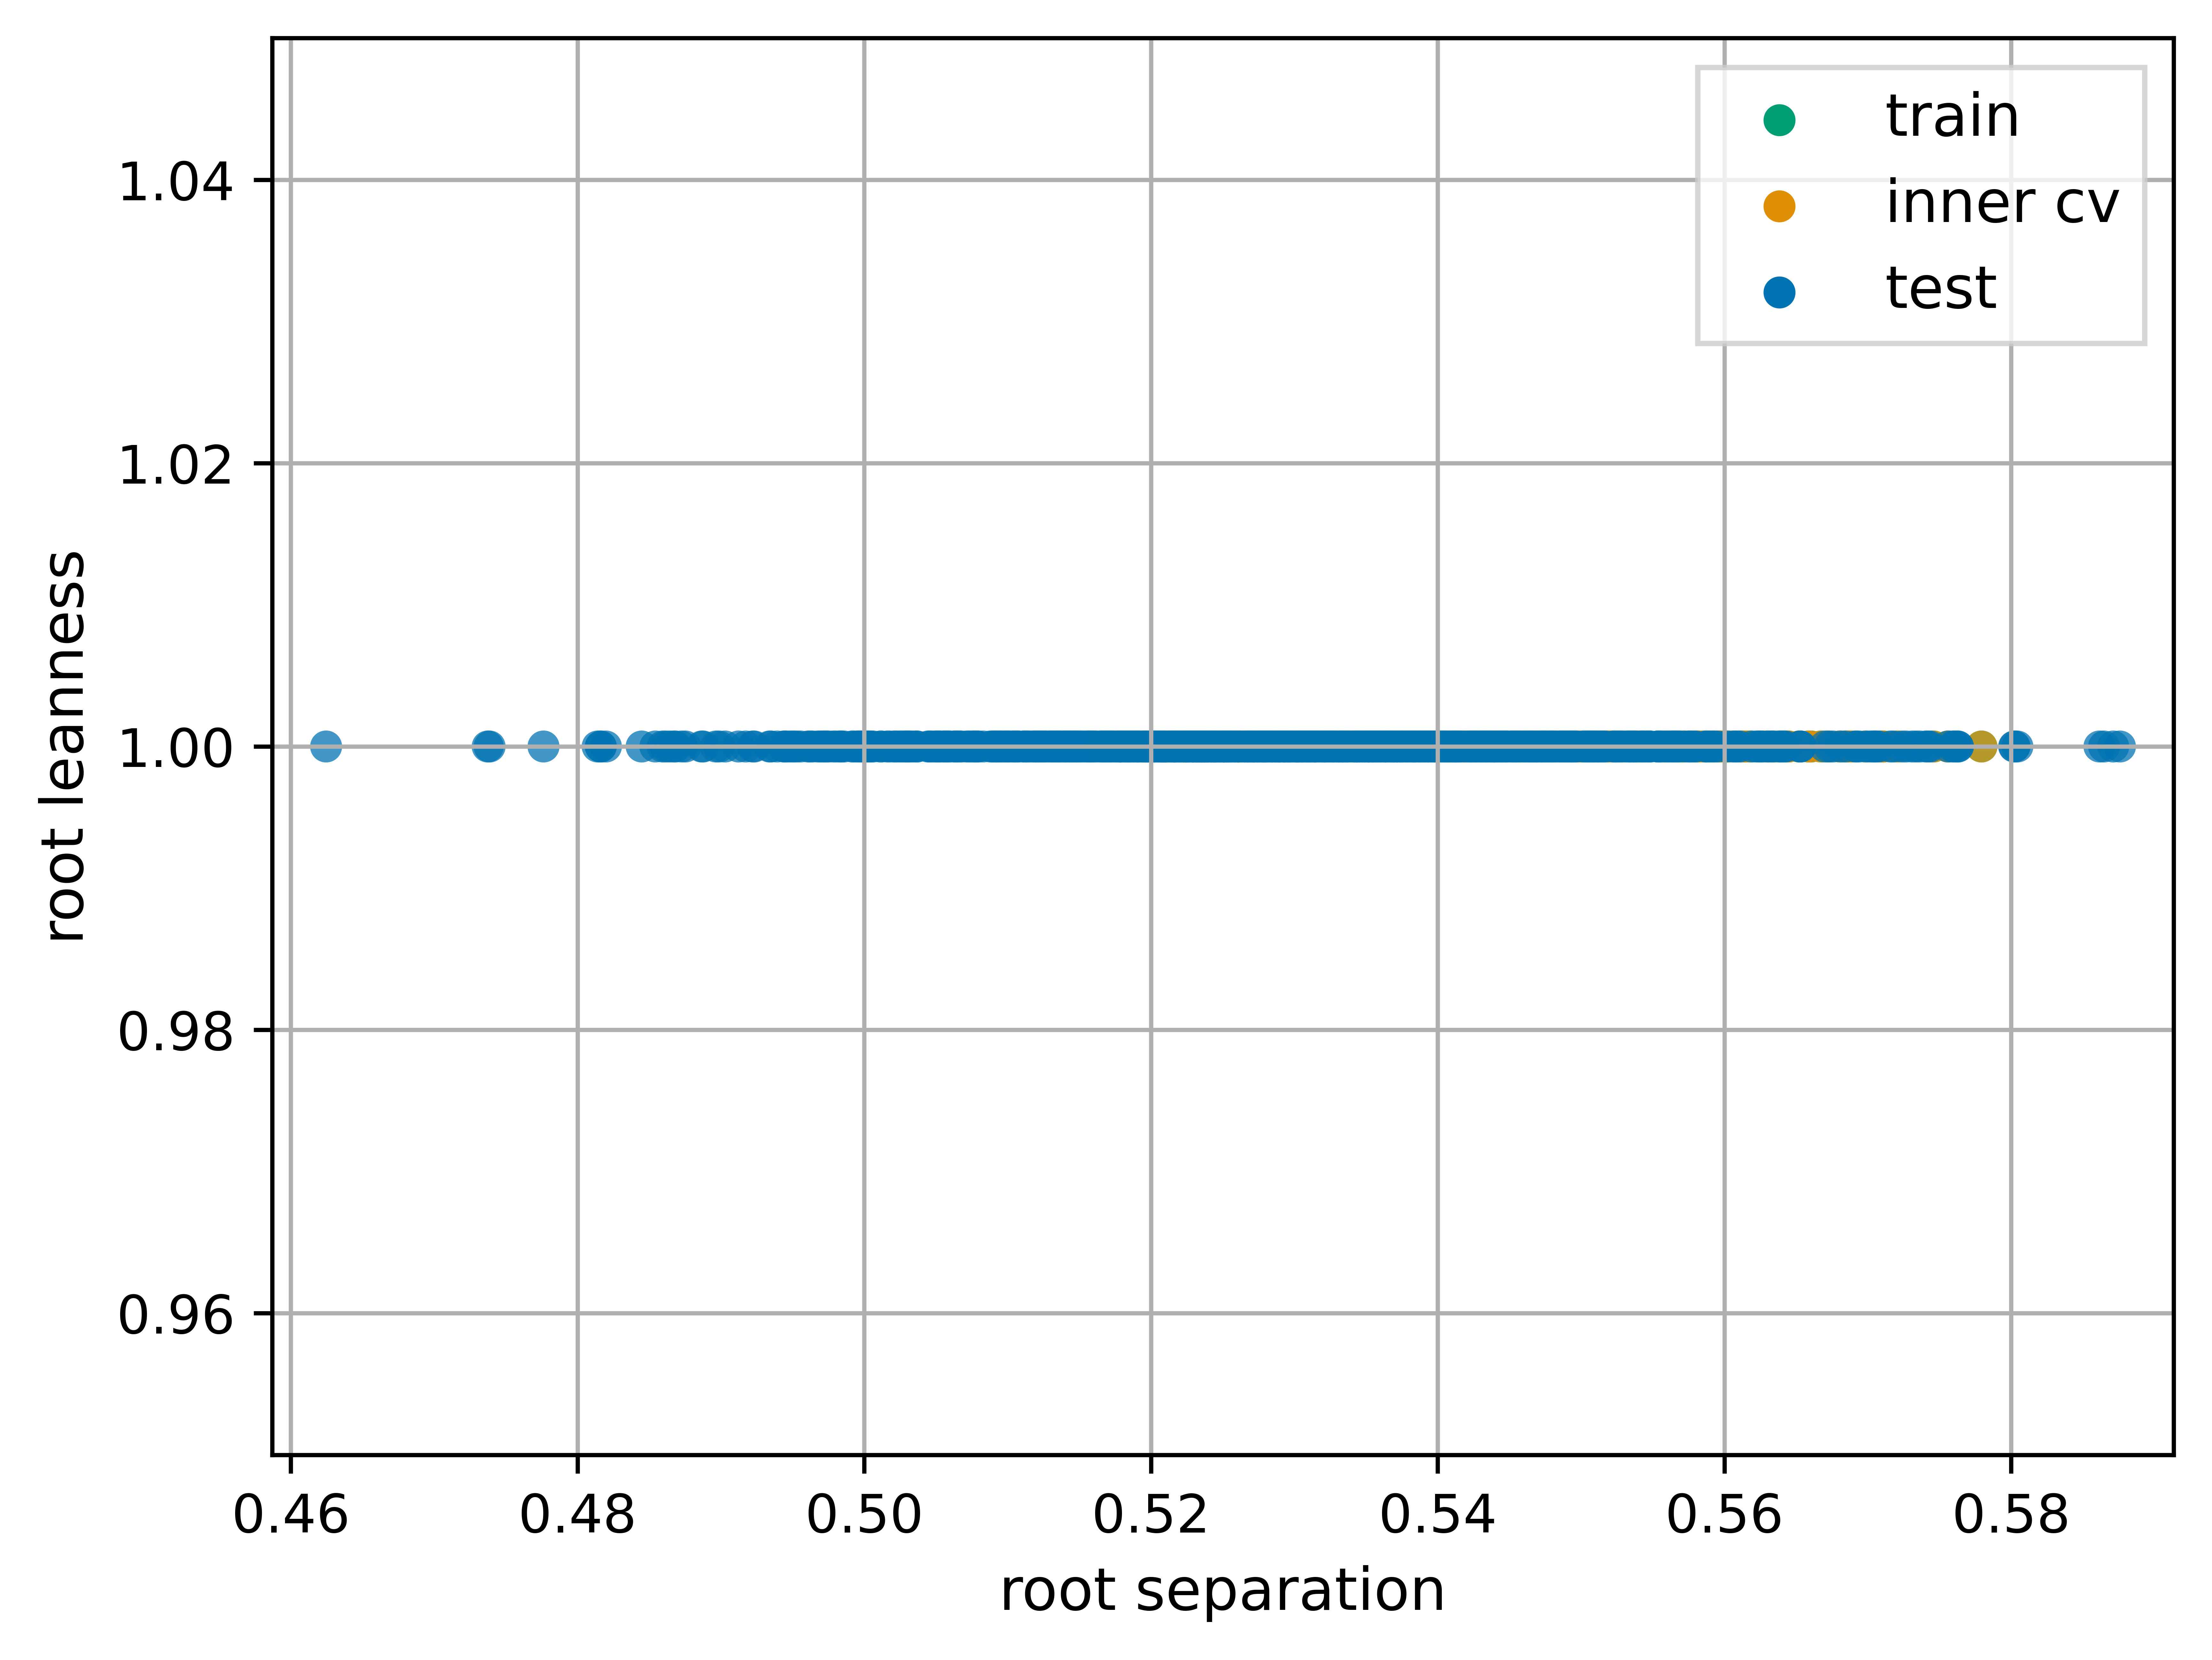 train
inner cv
test
1.04
1.02
1.00
0.98
0.96
root leanness
0.46 0.48 0.50 0.52 0.54 0.56 0.58
root separation